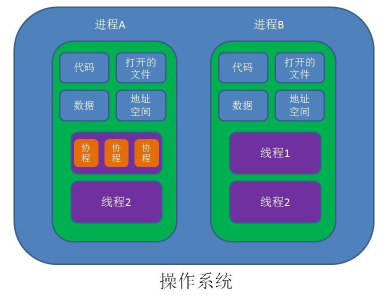 进程A
进程B
代码
打开的
文件
代码
打开的
文件
数据
地址
空间
数据
地址
空间
协
程
协
程
协
程
线程1
线程2
线程2
操作系统